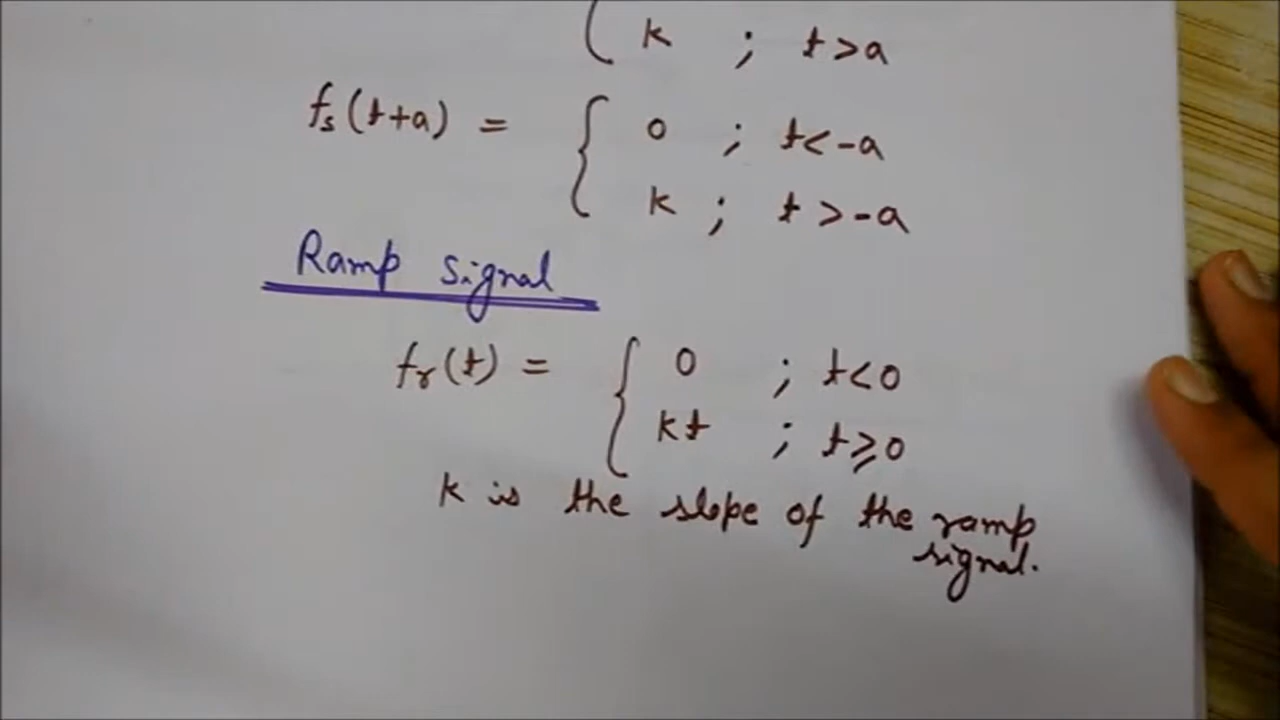 k ; t>a
fs(t+a) = { 0 ; t<-a
k ; t>-a
Ramp signal
fr(t) = { 0 ; t<0
kt ; t≥0
k is the slope of the ramp
signal.